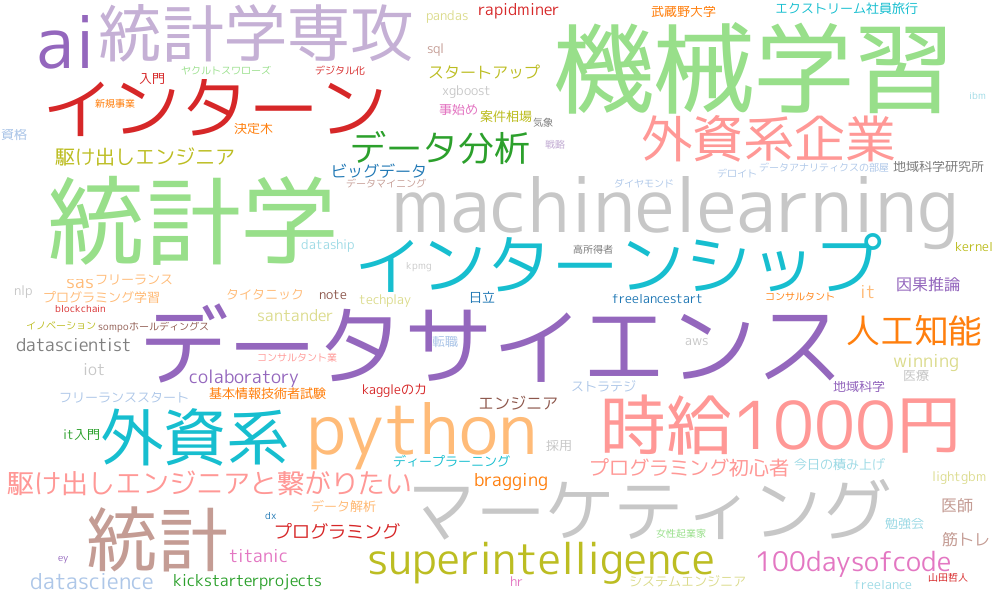 pandas
rapidminer
武蔵野大学
エクストリーム社員旅行
ai
統計学専攻
機械学習
sql
入門
ヤクルトスワローズ
デジタル化
スタートアップ
インターン
xgboost
ibm
新規事業
事始め
案件相場
気象
資格
決定木
外資系企業
データ分析
戦略
駆け出しエンジニア
ビッグデータ
データマイニング
デロイト
データアナリティクスの部屋
地域科学研究所
統計学
machinelearning
ダイヤモンド
dataship
インターンシップ
高所得者
kernel
kpmg
sas
フリーランス
因果推論
nlp
プログラミング学習
タイタニック
note
techplay
日立
freelancestart
コンサルタント
it
blockchain
santander
イノベーション
sompoホールディングス
データサイエンス
人工知能
datascientist
転職
aws
コンサルタント業
winning
iot
colaboratory
医療
フリーランススタート
基本情報技術者試験
kaggleのカ
ストラテジ
地域科学
エンジニア
外資系
python
時給1000円
it入門
採用
ディープラーニング
プログラミング初心者
今日の積み上げ
駆け出しエンジニアと繋がりたい
bragging
lightgbm
マーケティング
データ解析
医師
統計
dx
プログラミング
勉強会
女性起業家
筋トレ
ey
titanic
superintelligence
100daysofcode
datascience
kickstarterprojects
hr
システムエンジニア
freelance
山田哲人